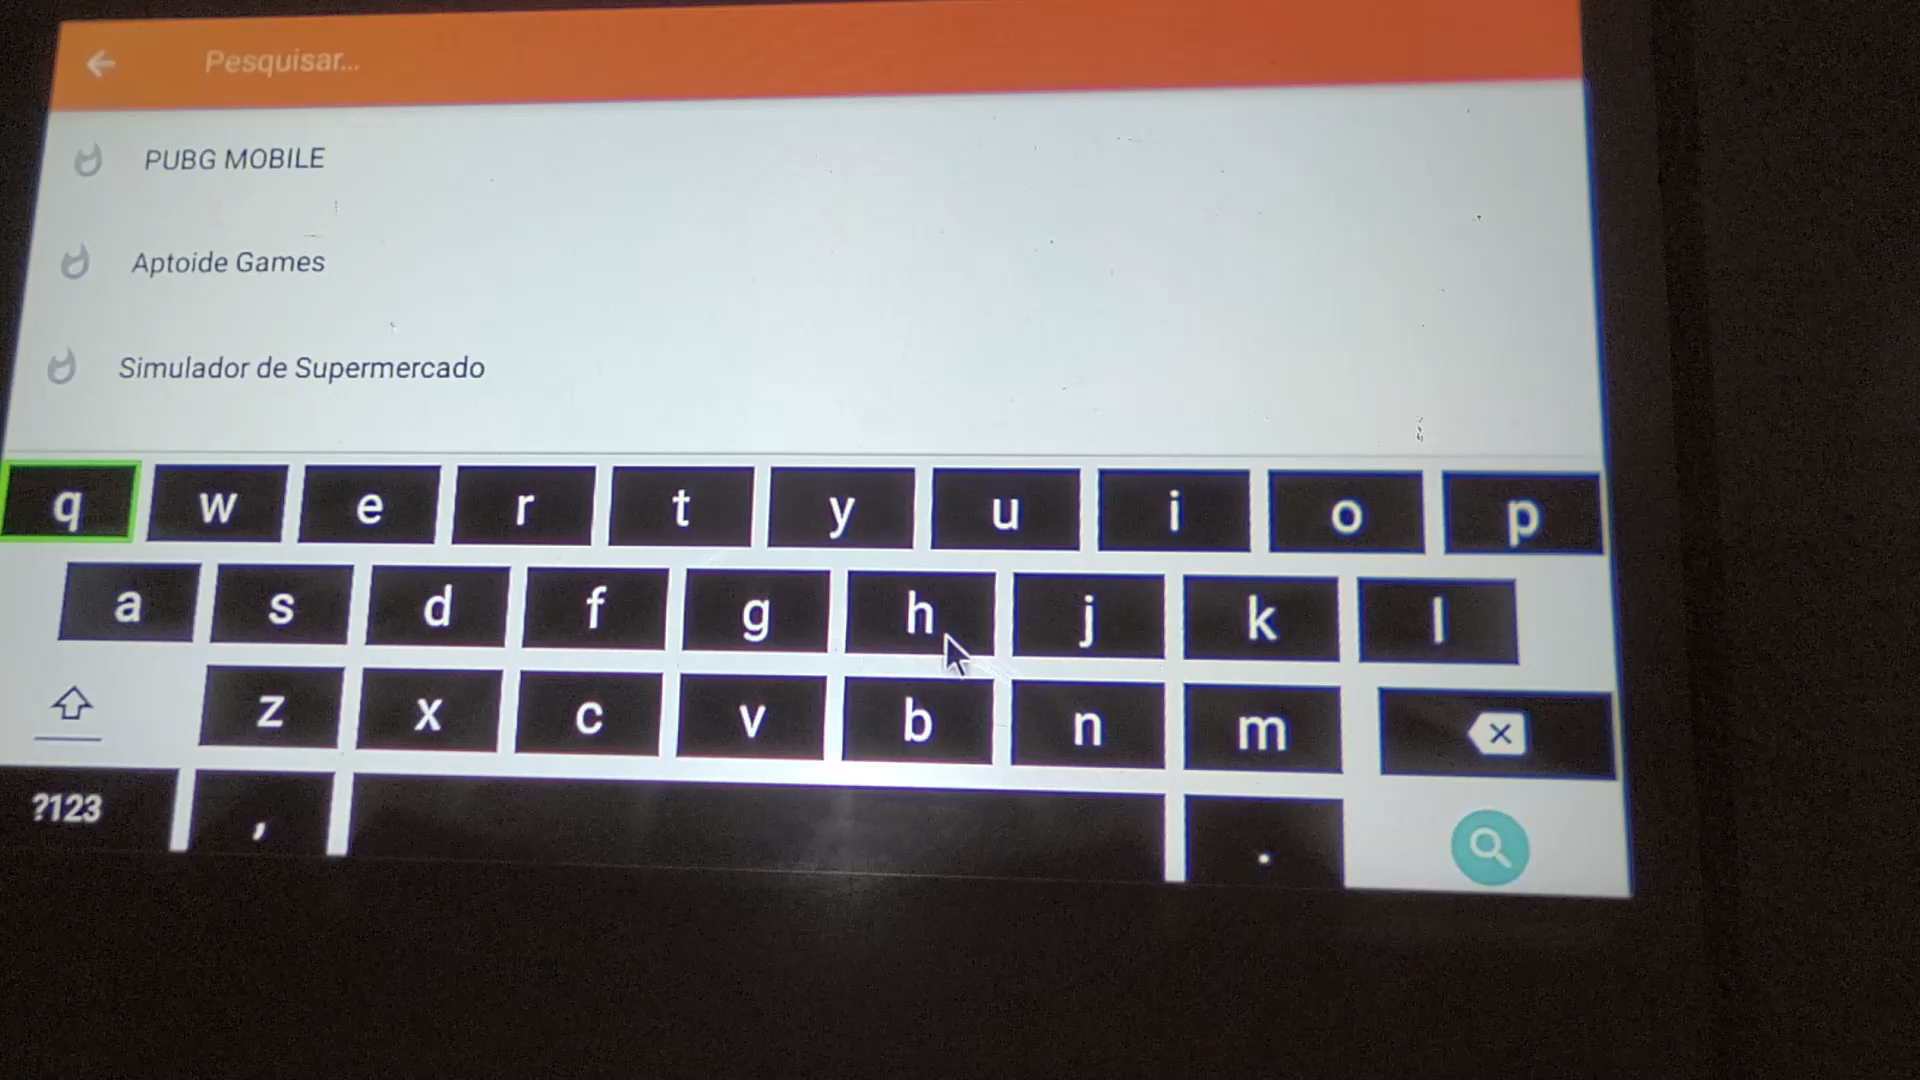 Pesquisar...
PUBG MOBILE
Aptoide Games
Simulador de Supermercado
q w e r t y u i o p
a s d f g h j k l
z x c v b n m
?123 , .